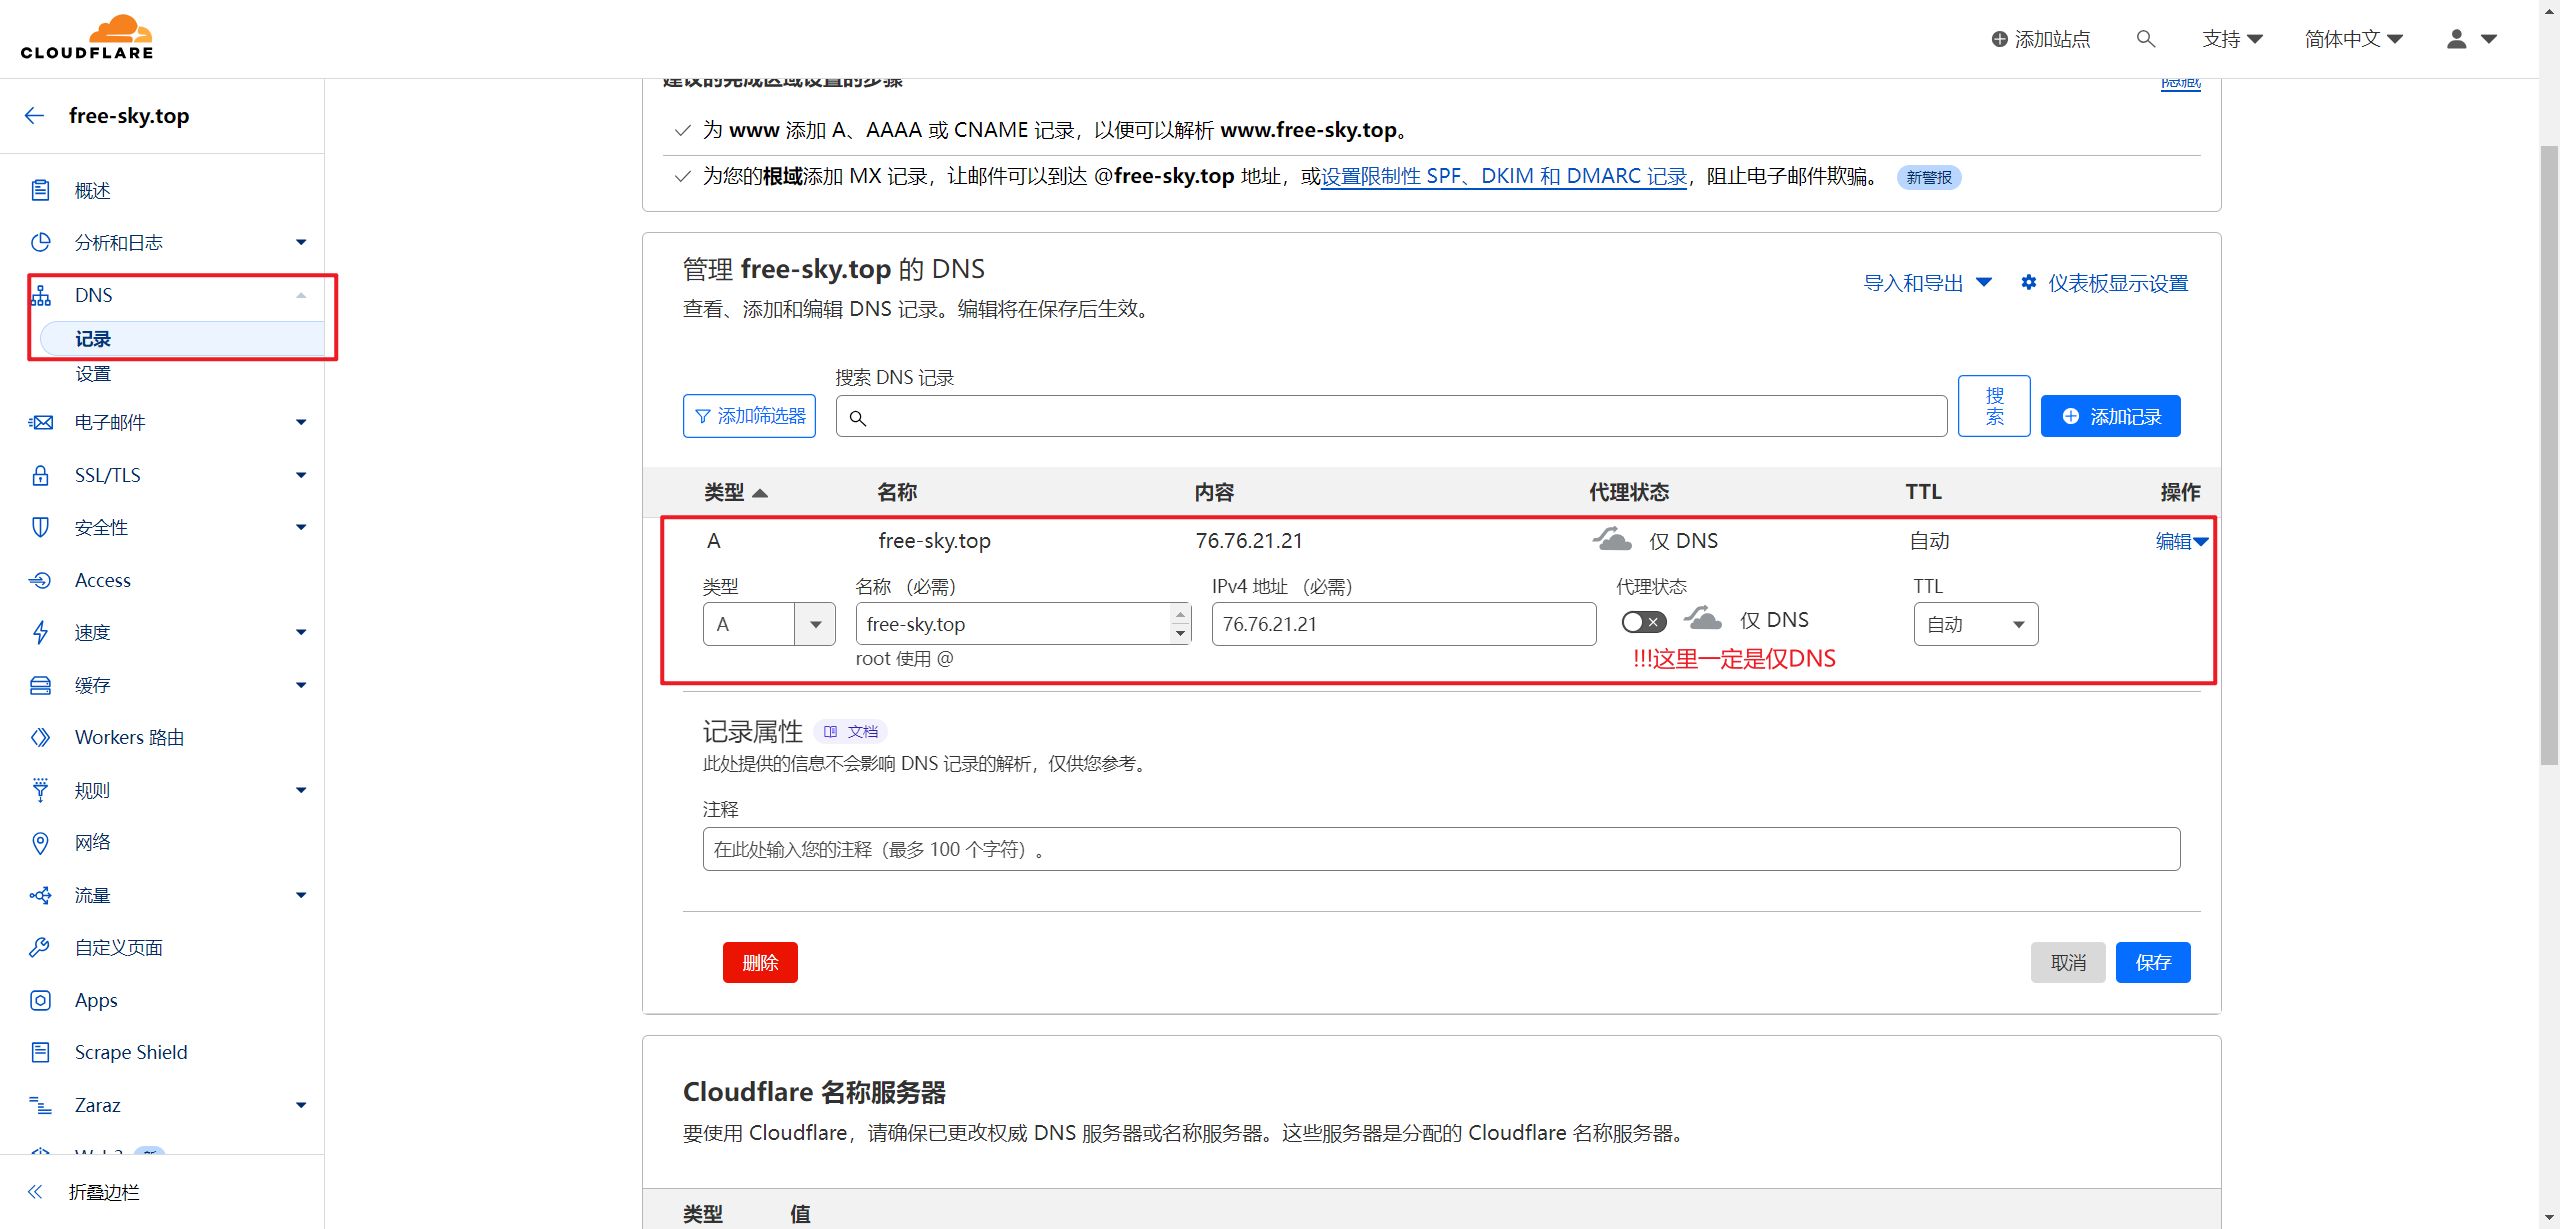 CLOUDFLARE
添加站点
支持
简体中文
free-sky.top
概述
分析和日志
DNS
记录
设置
电子邮件
SSL/TLS
安全性
Access
速度
缓存
Workers 路由
规则
网络
流量
自定义页面
Apps
Scrape Shield
Zaraz
折叠边栏
建议的完成区域设置的步骤
隐藏
为 www 添加 A、AAAA 或 CNAME 记录，以便可以解析 www.free-sky.top。
为您的根域添加 MX 记录，让邮件可以到达 @free-sky.top 地址，或设置限制性 SPF、DKIM 和 DMARC 记录，阻止电子邮件欺骗。 新警报
管理 free-sky.top 的 DNS
查看、添加和编辑 DNS 记录。编辑将在保存后生效。
导入和导出
仪表板显示设置
搜索 DNS 记录
添加筛选器
搜索
添加记录
类型 名称 内容 代理状态 TTL 操作
A free-sky.top 76.76.21.21 仅 DNS 自动 编辑
类型 名称 （必需） IPv4 地址 （必需） 代理状态 TTL
A free-sky.top 76.76.21.21 仅 DNS 自动
root 使用 @
!!!这里一定是仅DNS
记录属性 文档
此处提供的信息不会影响 DNS 记录的解析，仅供您参考。
注释
在此处输入您的注释（最多 100 个字符）。
删除
取消
保存
Cloudflare 名称服务器
要使用 Cloudflare，请确保已更改权威 DNS 服务器或名称服务器。这些服务器是分配的 Cloudflare 名称服务器。
类型 值